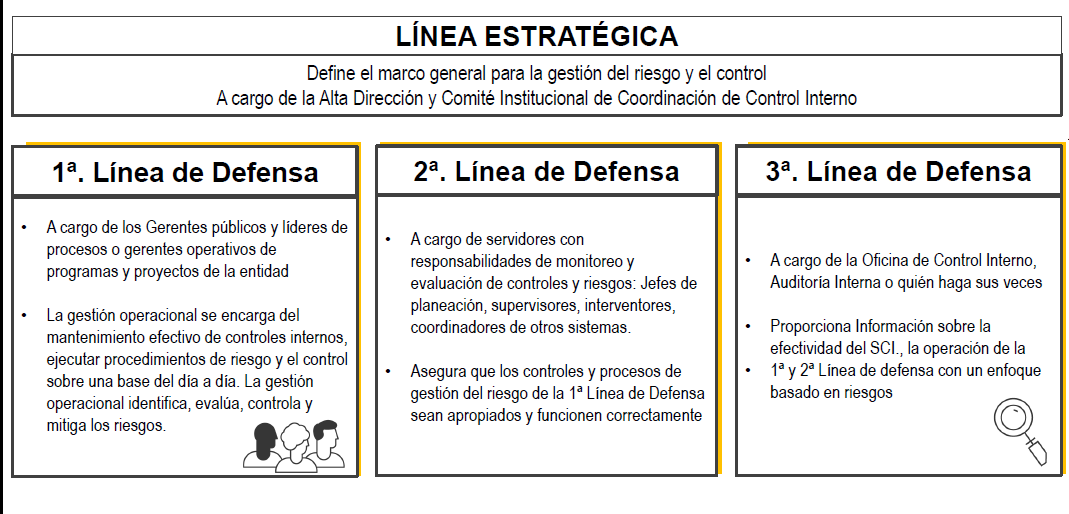 LÍNEA ESTRATÉGICA
Define el marco general para la gestión del riesgo y el control
A cargo de la Alta Dirección y Comité Institucional de Coordinación de Control Interno
1ª. Línea de Defensa
• A cargo de los Gerentes públicos y líderes de
procesos o gerentes operativos de
programas y proyectos de la entidad
• La gestión operacional se encarga del
mantenimiento efectivo de controles internos,
ejecutar procedimientos de riesgo y el control
sobre una base del día a día. La gestión
operacional identifica, evalúa, controla y
mitiga los riesgos.
2ª. Línea de Defensa
• A cargo de servidores con
responsabilidades de monitoreo y
evaluación de controles y riesgos: Jefes de
planeación, supervisores, interventores,
coordinadores de otros sistemas.
• Asegura que los controles y procesos de
gestión del riesgo de la 1ª Línea de Defensa
sean apropiados y funcionen correctamente
3ª. Línea de Defensa
• A cargo de la Oficina de Control Interno,
Auditoría Interna o quién haga sus veces
• Proporciona Información sobre la
efectividad del SCI., la operación de la
• 1ª y 2ª Línea de defensa con un enfoque
basado en riesgos